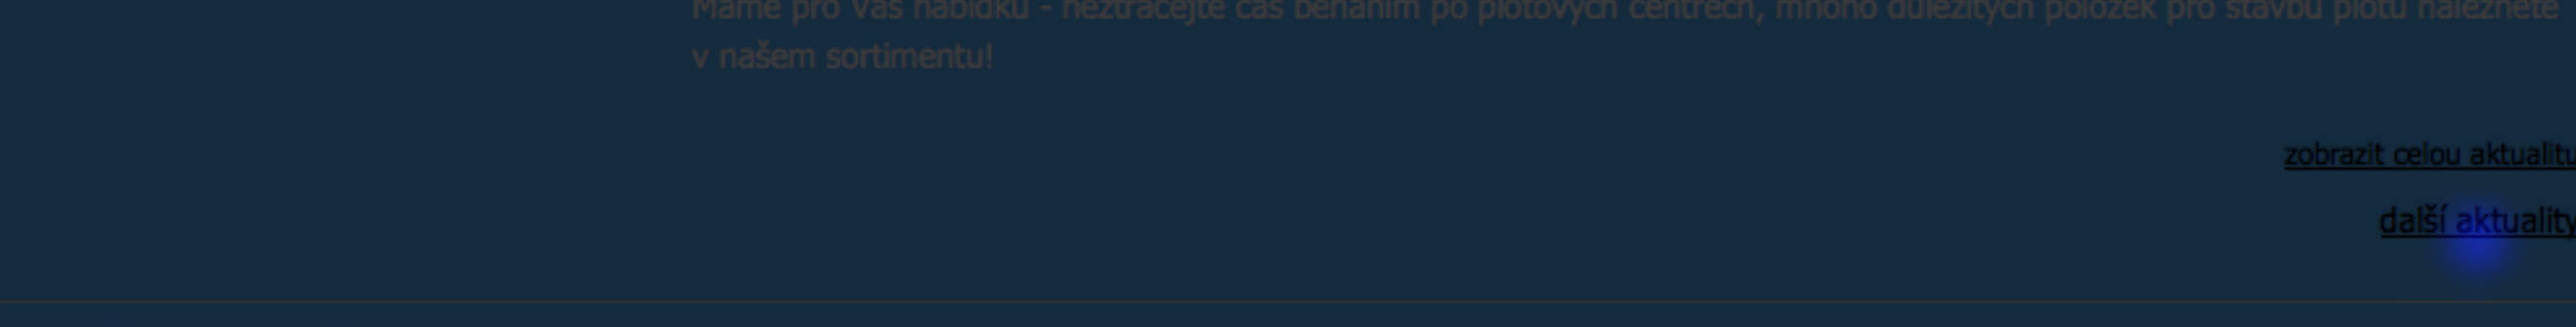 Máme pro Vás nabídku - neztrácejte čas běháním po plotových centrech, mnoho důležitých položek pro stavbu plotu naleznete
v našem sortimentu!
zobrazit celou aktualitu
další aktuality